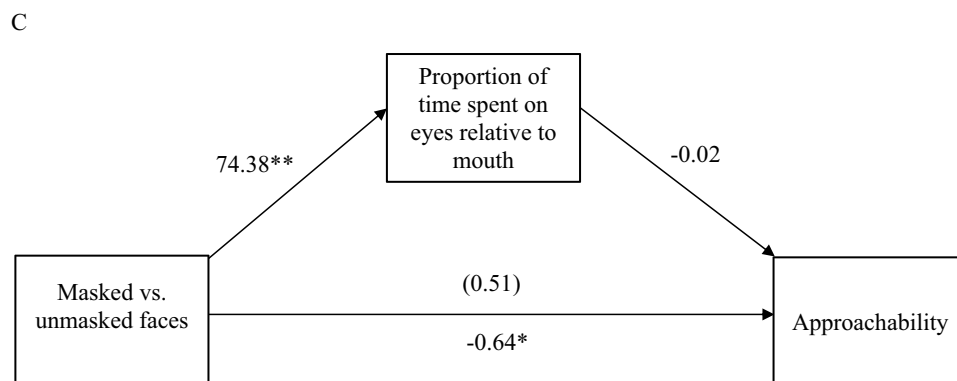 C
Proportion of
time spent on
eyes relative to
mouth
74.38**
-0.02
Masked vs.
unmasked faces
(0.51)
-0.64*
Approachability